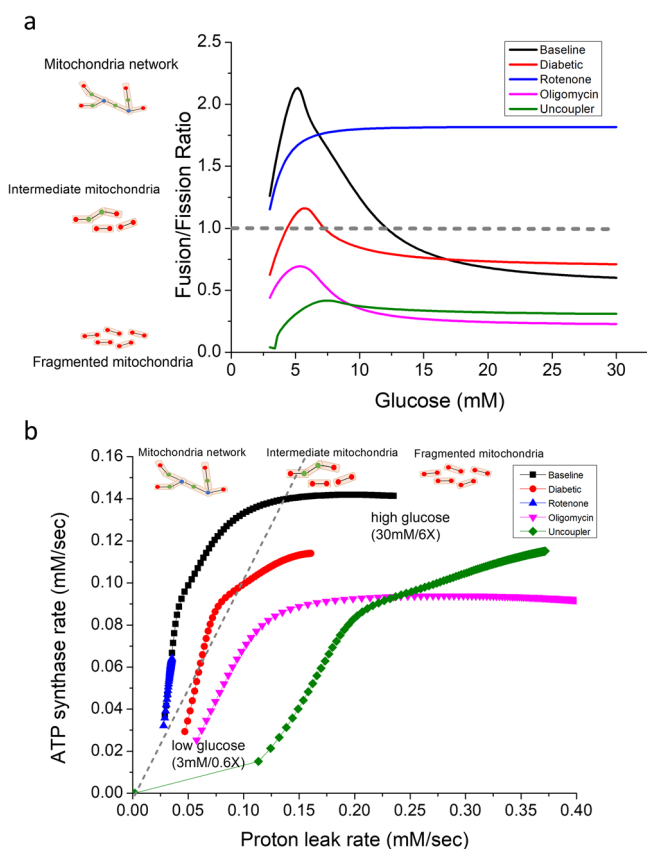 a
Mitochondria network
Intermediate mitochondria
Fragmented mitochondria
Fusion/Fission Ratio
2.5
2.0
1.5
1.0
0.5
0.0
0
5
10
15
20
25
30
Glucose (mM)
Baseline
Diabetic
Rotenone
Oligomycin
Uncoupler
b
Mitochondria network
Intermediate mitochondria
Fragmented mitochondria
Baseline
Diabetic
Rotenone
Oligomycin
Uncoupler
high glucose
(30mM/6X)
low glucose
(3mM/0.6X)
ATP synthase rate (mM/sec)
0.16
0.14
0.12
0.10
0.08
0.06
0.04
0.02
0.00
0.00
0.05
0.10
0.15
0.20
0.25
0.30
0.35
0.40
Proton leak rate (mM/sec)